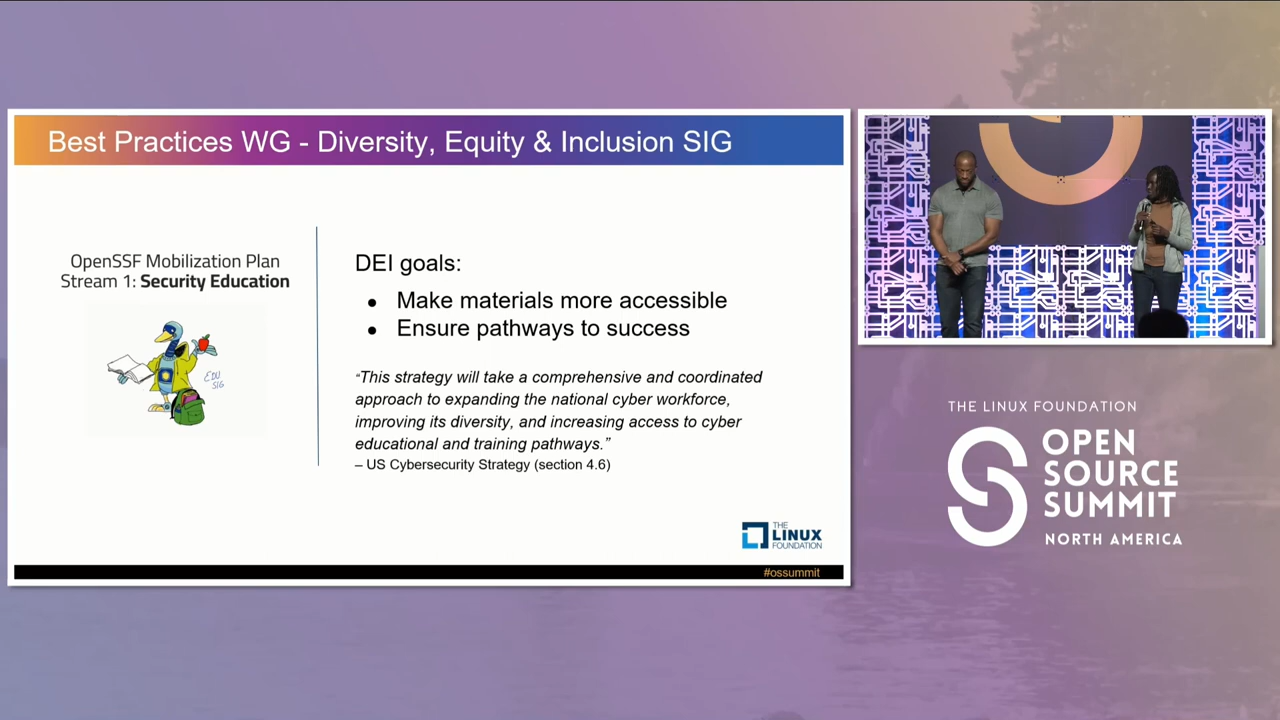 Best Practices WG - Diversity, Equity & Inclusion SIG
OpenSSF Mobilization Plan
Stream 1: Security Education
EDU
SIG
DEI goals:
● Make materials more accessible
● Ensure pathways to success
“This strategy will take a comprehensive and coordinated
approach to expanding the national cyber workforce,
improving its diversity, and increasing access to cyber
educational and training pathways.”
– US Cybersecurity Strategy (section 4.6)
THE
LINUX
FOUNDATION
#ossummit
THE LINUX FOUNDATION
OPEN
SOURCE
SUMMIT
NORTH AMERICA